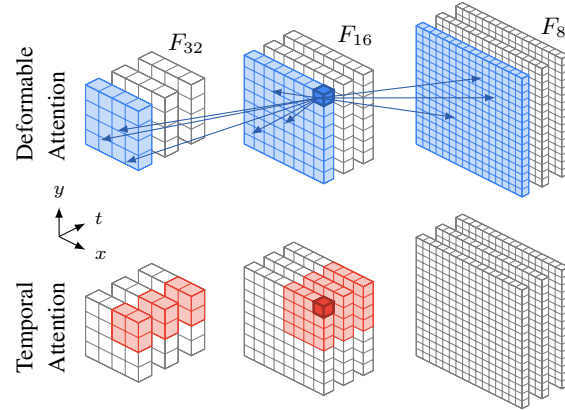 Deformable
Attention
F₃₂
F₁₆
F₈
y
t
x
Temporal
Attention